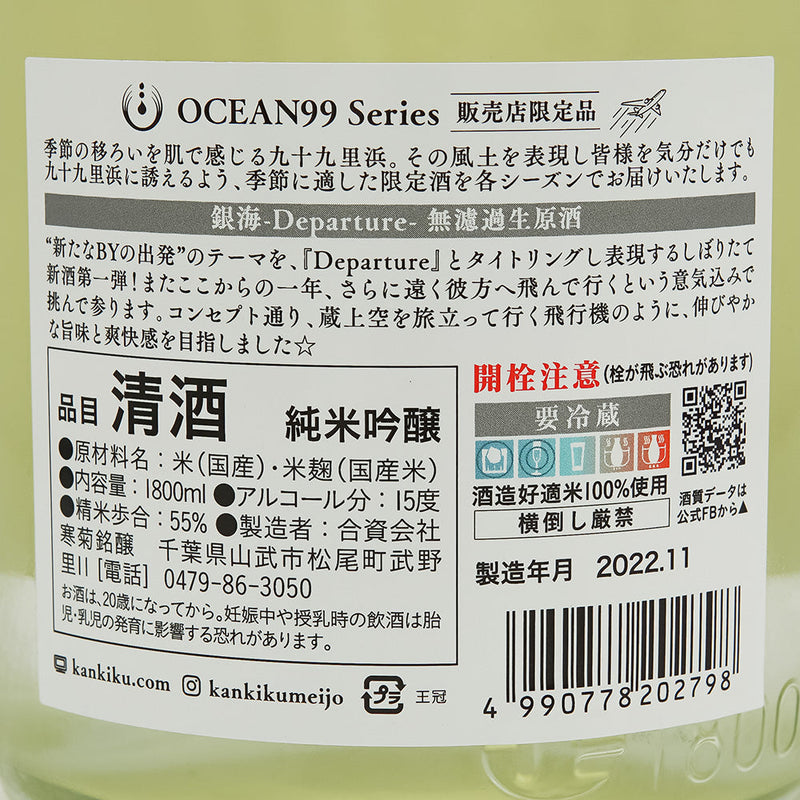 OCEAN99 Series 販売店限定品
季節の移ろいを肌で感じる九十九里浜。その風土を表現し皆様を気分だけでも
九十九里浜に誘えるよう、季節に適した限定酒を各シーズンでお届けいたします。
銀海-Departure- 無濾過生原酒
“新たなBYの出発”のテーマを、『Departure』とタイトリングし表現するしぼりたて
新酒第一弾！またここからの一年、さらに遠く彼方へ飛んで行くという意気込みで
挑んで参ります。コンセプト通り、蔵上空を旅立って行く飛行機のように、伸びやか
な旨味と爽快感を目指しました☆
品目 清酒 純米吟醸
●原材料名：米（国産）・米麹（国産米）
●内容量：1800ml ●アルコール分：15度
●精米歩合：55% ●製造者：合資会社
寒菊銘醸 千葉県山武市松尾町武野
里11 [電話] 0479-86-3050
お酒は、20歳になってから。妊娠中や授乳時の飲酒は胎
児・乳児の発育に影響する恐れがあります。
kankiku.com kankikumeijo プラ 王冠
開栓注意(栓が飛ぶ恐れがあります)
要冷蔵
酒造好適米100%使用
横倒し厳禁
酒質データは
公式FBから▲
製造年月 2022.11
4 990778 202798
1800